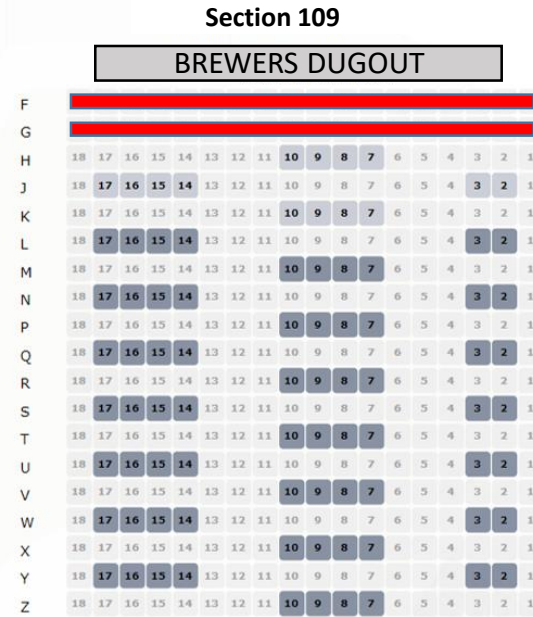 Section 109
BREWERS DUGOUT
F
G
H 18 17 16 15 14 13 12 11 10 9 8 7 6 5 4 3 2 1
J 18 17 16 15 14 13 12 11 10 9 8 7 6 5 4 3 2 1
K 18 17 16 15 14 13 12 11 10 9 8 7 6 5 4 3 2 1
L 18 17 16 15 14 13 12 11 10 9 8 7 6 5 4 3 2 1
M 18 17 16 15 14 13 12 11 10 9 8 7 6 5 4 3 2 1
N 18 17 16 15 14 13 12 11 10 9 8 7 6 5 4 3 2 1
P 18 17 16 15 14 13 12 11 10 9 8 7 6 5 4 3 2 1
Q 18 17 16 15 14 13 12 11 10 9 8 7 6 5 4 3 2 1
R 18 17 16 15 14 13 12 11 10 9 8 7 6 5 4 3 2 1
S 18 17 16 15 14 13 12 11 10 9 8 7 6 5 4 3 2 1
T 18 17 16 15 14 13 12 11 10 9 8 7 6 5 4 3 2 1
U 18 17 16 15 14 13 12 11 10 9 8 7 6 5 4 3 2 1
V 18 17 16 15 14 13 12 11 10 9 8 7 6 5 4 3 2 1
W 18 17 16 15 14 13 12 11 10 9 8 7 6 5 4 3 2 1
X 18 17 16 15 14 13 12 11 10 9 8 7 6 5 4 3 2 1
Y 18 17 16 15 14 13 12 11 10 9 8 7 6 5 4 3 2 1
Z 18 17 16 15 14 13 12 11 10 9 8 7 6 5 4 3 2 1